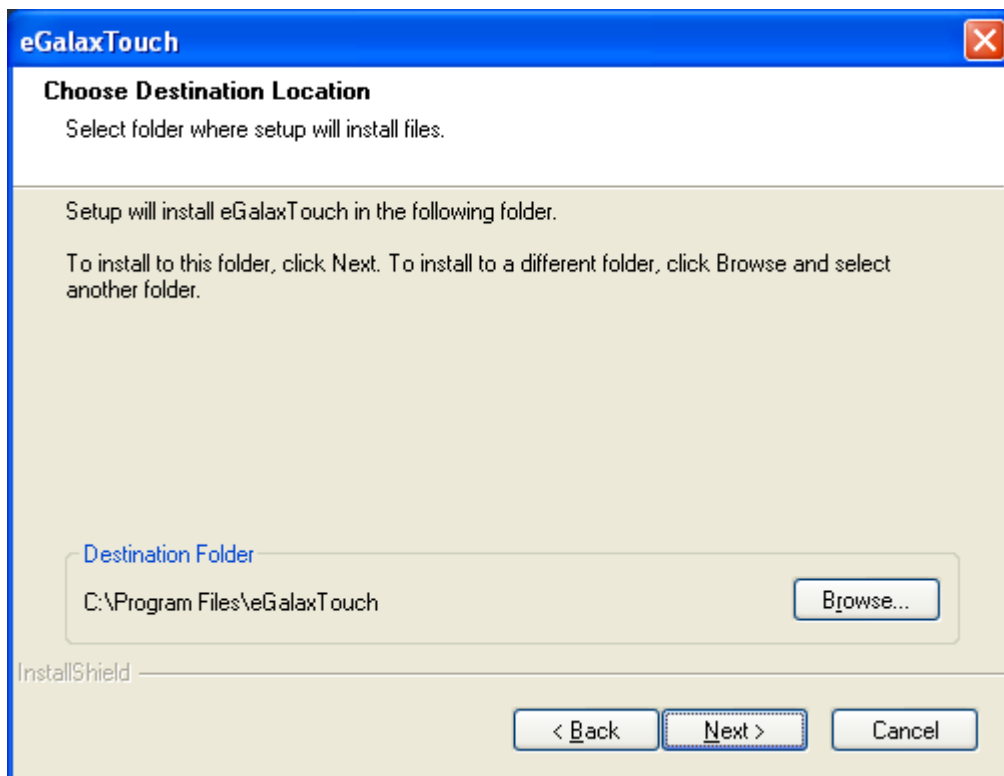 eGalaxTouch
Choose Destination Location
Select folder where setup will install files.
Setup will install eGalaxTouch in the following folder.
To install to this folder, click Next. To install to a different folder, click Browse and select
another folder.
Destination Folder
C:\Program Files\eGalaxTouch
Browse...
InstallShield
< Back
Next >
Cancel